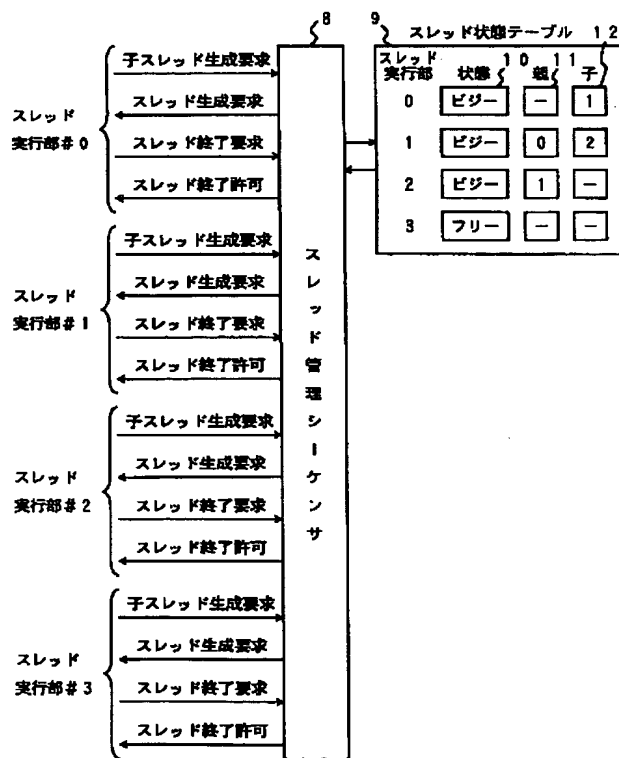 8
9
スレッド状態テーブル 12
スレッド
実行部 状態 10 親 11 子
0 ビジー － 1
1 ビジー 0 2
2 ビジー 1 －
3 フリー － －
スレッド
実行部#0
子スレッド生成要求
スレッド生成要求
スレッド終了要求
スレッド終了許可
スレッド
実行部#1
子スレッド生成要求
スレッド生成要求
スレッド終了要求
スレッド終了許可
スレッド
実行部#2
子スレッド生成要求
スレッド生成要求
スレッド終了要求
スレッド終了許可
スレッド
実行部#3
子スレッド生成要求
スレッド生成要求
スレッド終了要求
スレッド終了許可
スレッド管理シーケンサ